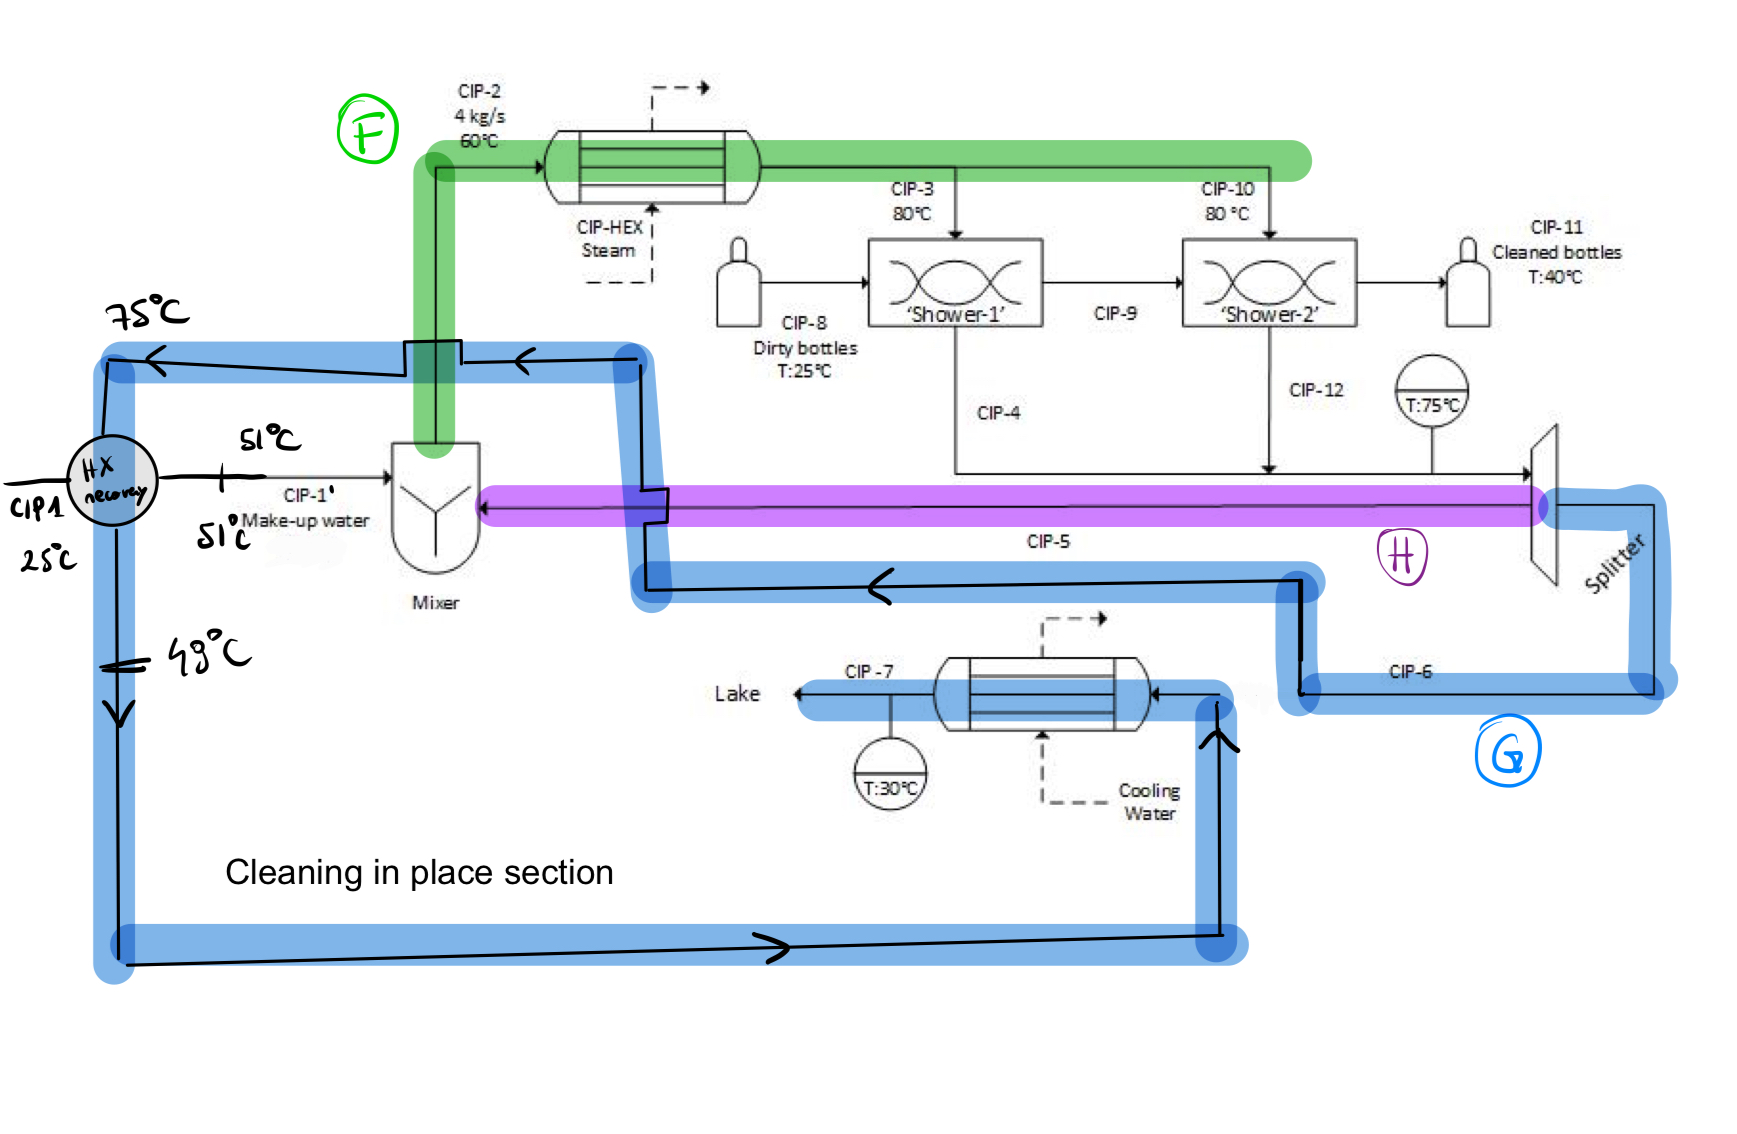 F
CIP-2
4 kg/s
60°C
CIP-HEX
Steam
CIP-3
80°C
CIP-10
80 °C
CIP-11
Cleaned bottles
T:40°C
'Shower-1'
'Shower-2'
CIP-8
Dirty bottles
T:25°C
CIP-9
CIP-4
CIP-12
T:75°C
75°C
HX
recovery
CIP1
25°C
51°C
CIP-1'
Make-up water
51°C
Mixer
CIP-5
H
Splitter
49°C
Lake
CIP -7
T:30°C
CIP-6
G
Cooling
Water
Cleaning in place section